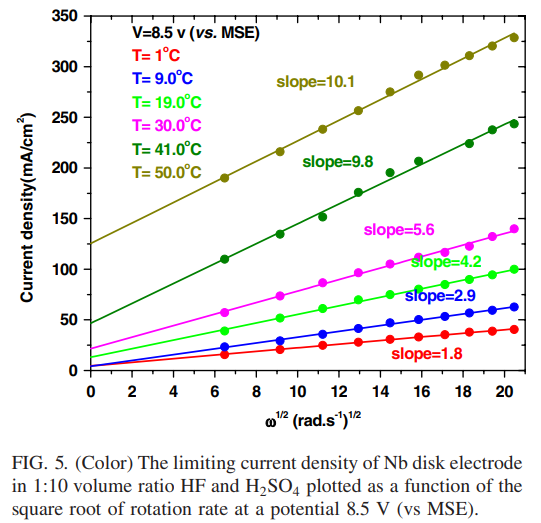 V=8.5 v (vs. MSE)
T= 1°C
T= 9.0°C
T= 19.0°C
T= 30.0°C
T= 41.0°C
T= 50.0°C
slope=10.1
slope=9.8
slope=5.6
slope=4.2
slope=2.9
slope=1.8
Current density(mA/cm²)
350
300
250
200
150
100
50
0
0 2 4 6 8 10 12 14 16 18 20
ω^1/2 (rad.s⁻¹)^1/2
FIG. 5. (Color) The limiting current density of Nb disk electrode
in 1:10 volume ratio HF and H₂SO₄ plotted as a function of the
square root of rotation rate at a potential 8.5 V (vs MSE).